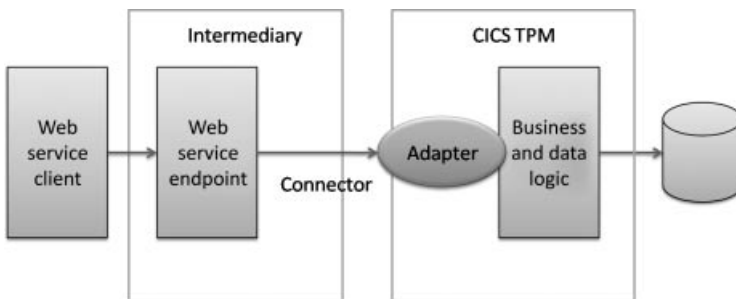 Intermediary
CICS TPM
Web
service
client
Web
service
endpoint
Connector
Adapter
Business
and data
logic